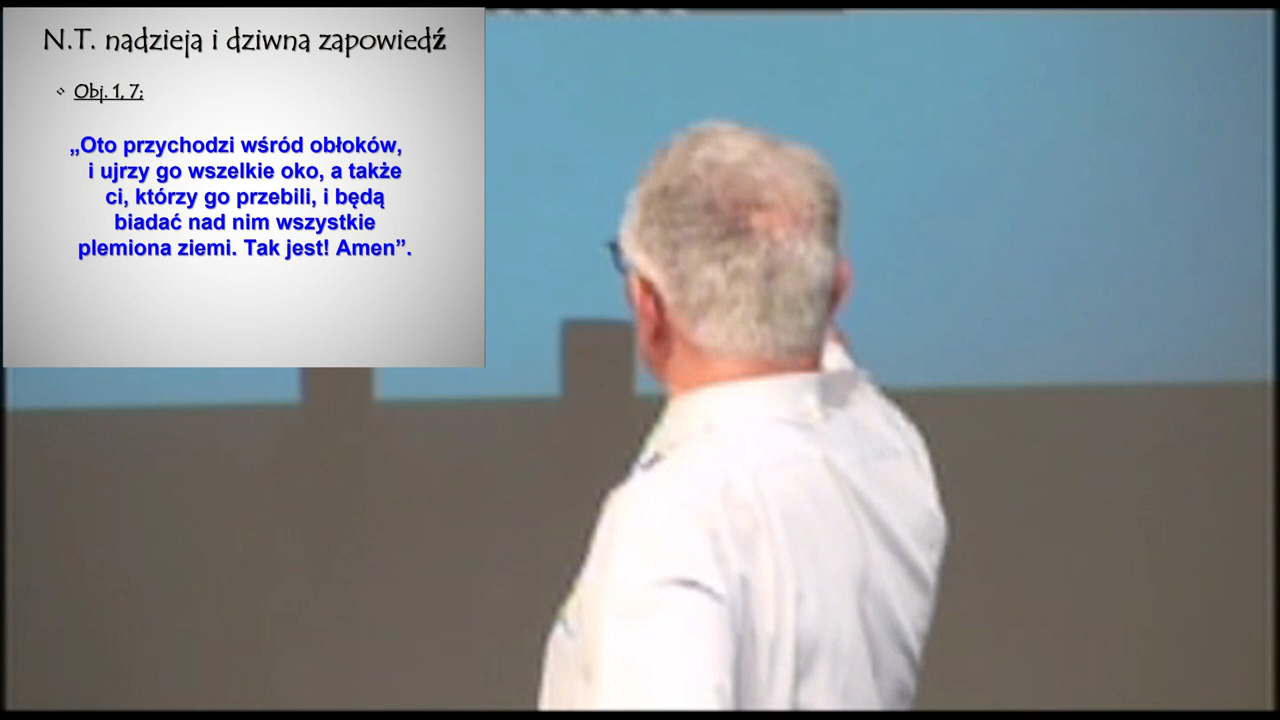 N.T. nadzieja i dziwna zapowiedź
Obj. 1, 7;
„Oto przychodzi wśród obłoków,
i ujrzy go wszelkie oko, a także
ci, którzy go przebili, i będą
biadać nad nim wszystkie
plemiona ziemi. Tak jest! Amen”.